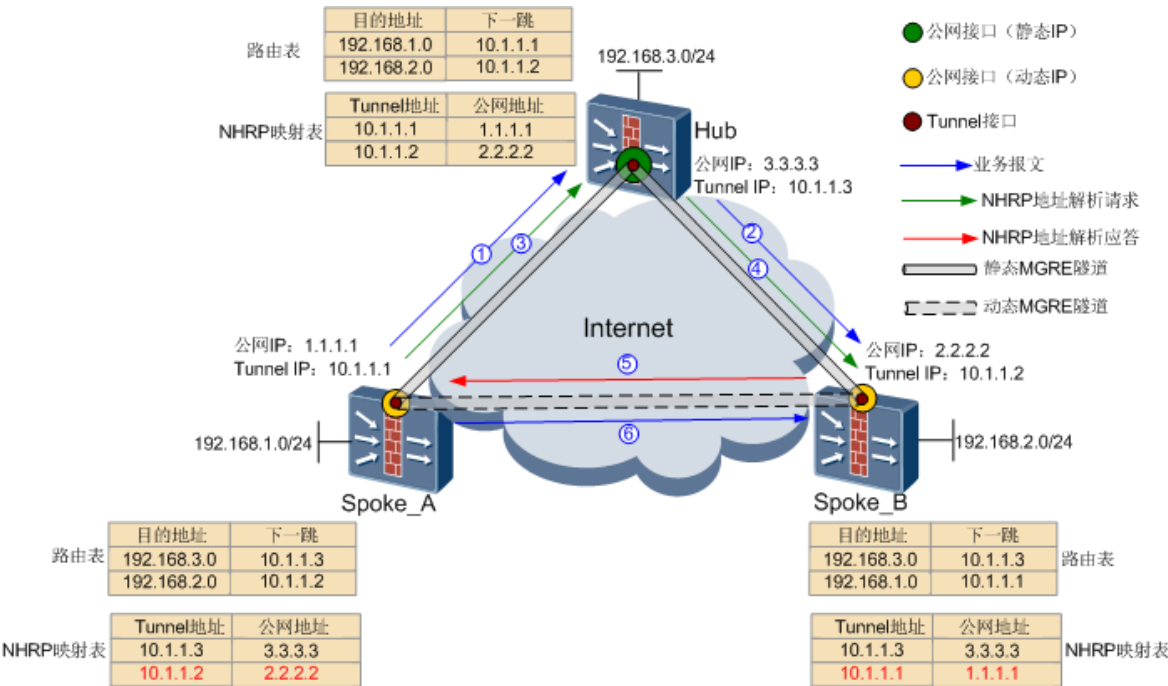 目的地址 下一跳
路由表
192.168.1.0 10.1.1.1
192.168.2.0 10.1.1.2
Tunnel地址 公网地址
NHRP映射表
10.1.1.1 1.1.1.1
10.1.1.2 2.2.2.2
192.168.3.0/24
Hub
公网IP：3.3.3.3
Tunnel IP：10.1.1.3
公网接口（静态IP）
公网接口（动态IP）
Tunnel接口
业务报文
NHRP地址解析请求
NHRP地址解析应答
静态MGRE隧道
动态MGRE隧道
① ③ ② ④
Internet
公网IP：1.1.1.1
Tunnel IP：10.1.1.1
公网IP：2.2.2.2
Tunnel IP：10.1.1.2
⑤
⑥
192.168.1.0/24
192.168.2.0/24
Spoke_A
Spoke_B
目的地址 下一跳
路由表
192.168.3.0 10.1.1.3
192.168.2.0 10.1.1.2
Tunnel地址 公网地址
NHRP映射表
10.1.1.3 3.3.3.3
10.1.1.2 2.2.2.2
目的地址 下一跳
192.168.3.0 10.1.1.3
路由表
192.168.1.0 10.1.1.1
Tunnel地址 公网地址
10.1.1.3 3.3.3.3
NHRP映射表
10.1.1.1 1.1.1.1